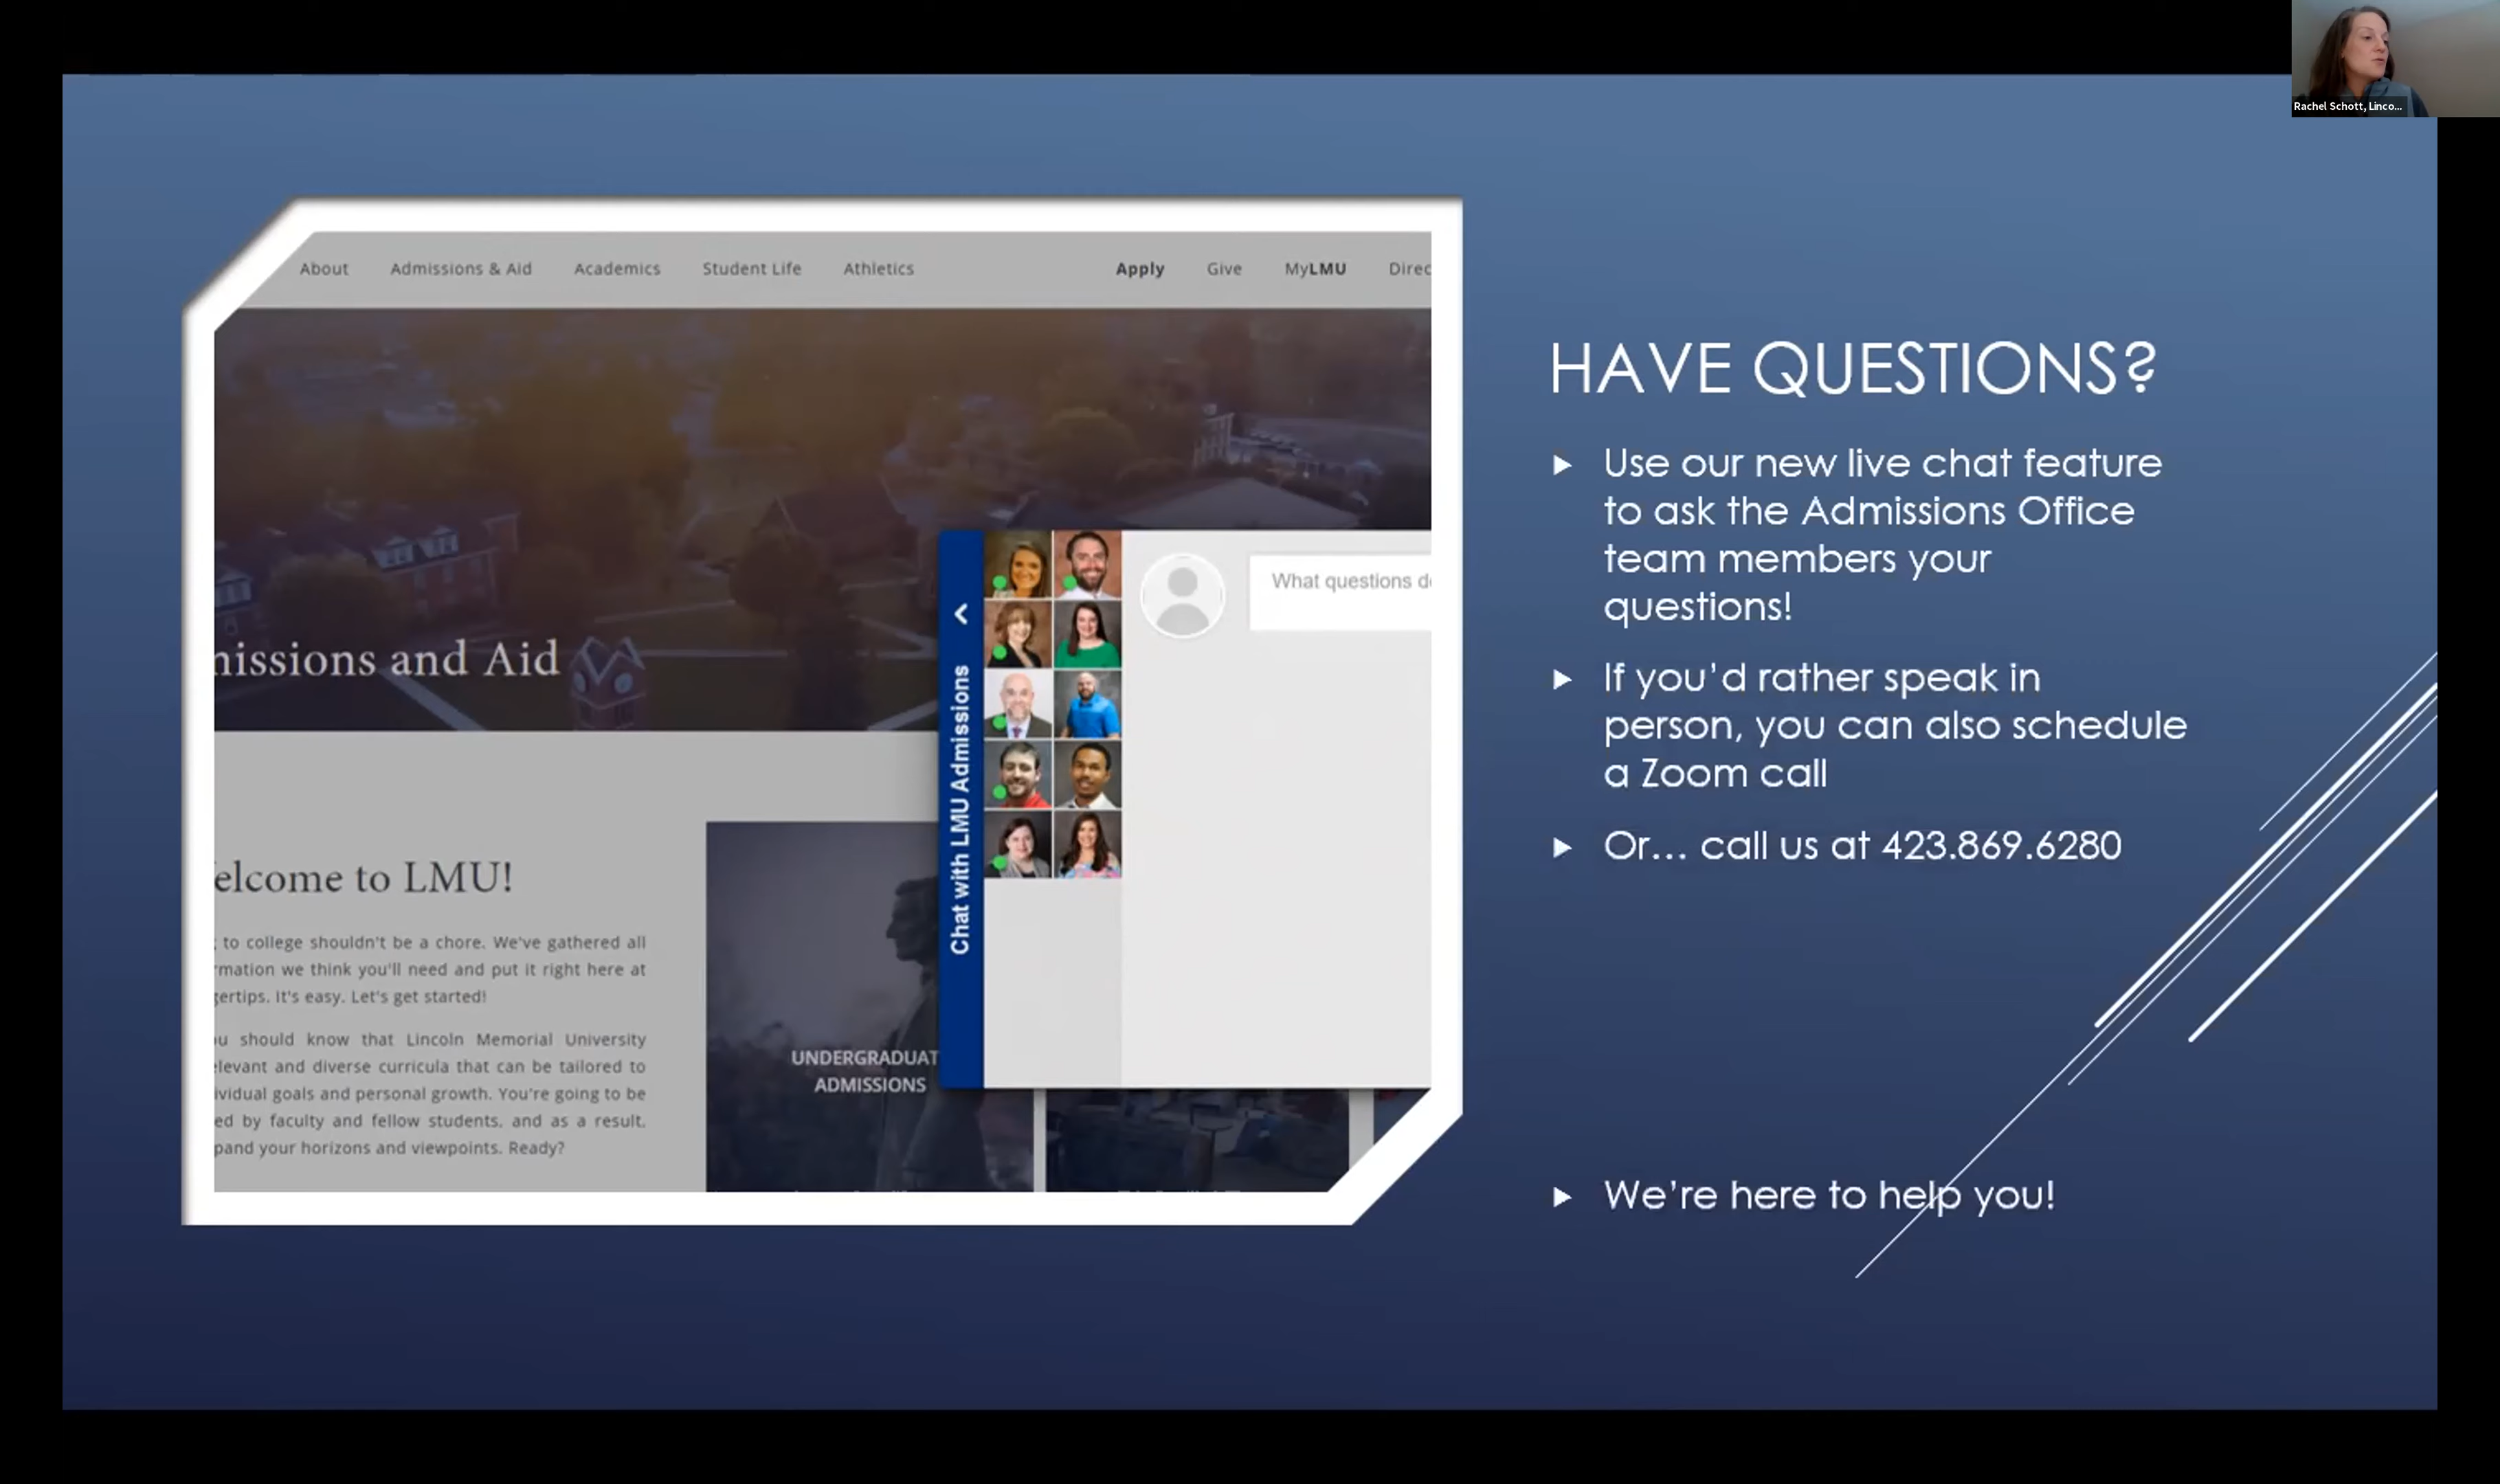 Rachel Schott, Linco...
About Admissions & Aid Academics Student Life Athletics Apply Give MyLMU Direc
missions and Aid
elcome to LMU!
to college shouldn't be a chore. We've gathered all
rmation we think you'll need and put it right here at
gertips. It's easy. Let's get started!
ou should know that Lincoln Memorial University
elevant and diverse curricula that can be tailored to
ividual goals and personal growth. You're going to be
ed by faculty and fellow students, and as a result,
pand your horizons and viewpoints. Ready?
UNDERGRADUAT
ADMISSIONS
Chat with LMU Admissions
What questions d
HAVE QUESTIONS?
Use our new live chat feature
to ask the Admissions Office
team members your
questions!
If you'd rather speak in
person, you can also schedule
a Zoom call
Or... call us at 423.869.6280
We're here to help you!